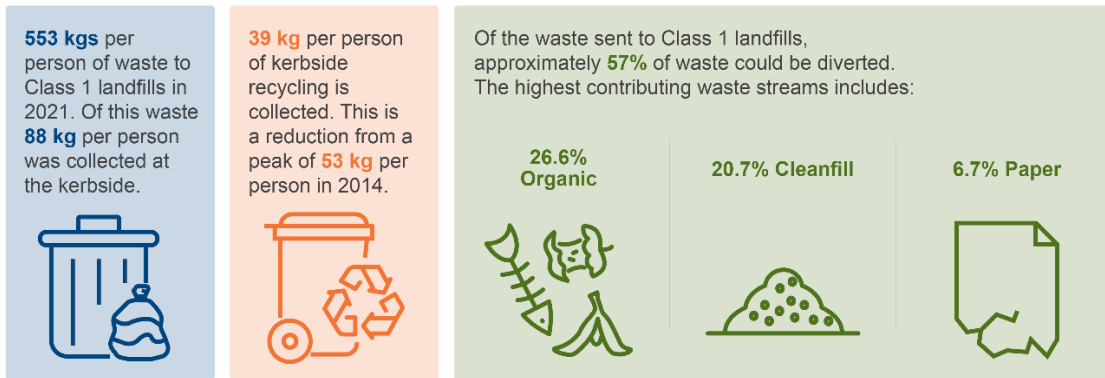 553 kgs per
person of waste to
Class 1 landfills in
2021. Of this waste
88 kg per person
was collected at
the kerbside.
39 kg per person
of kerbside
recycling is
collected. This is
a reduction from a
peak of 53 kg per
person in 2014.
Of the waste sent to Class 1 landfills,
approximately 57% of waste could be diverted.
The highest contributing waste streams includes:
26.6%
Organic
20.7% Cleanfill
6.7% Paper